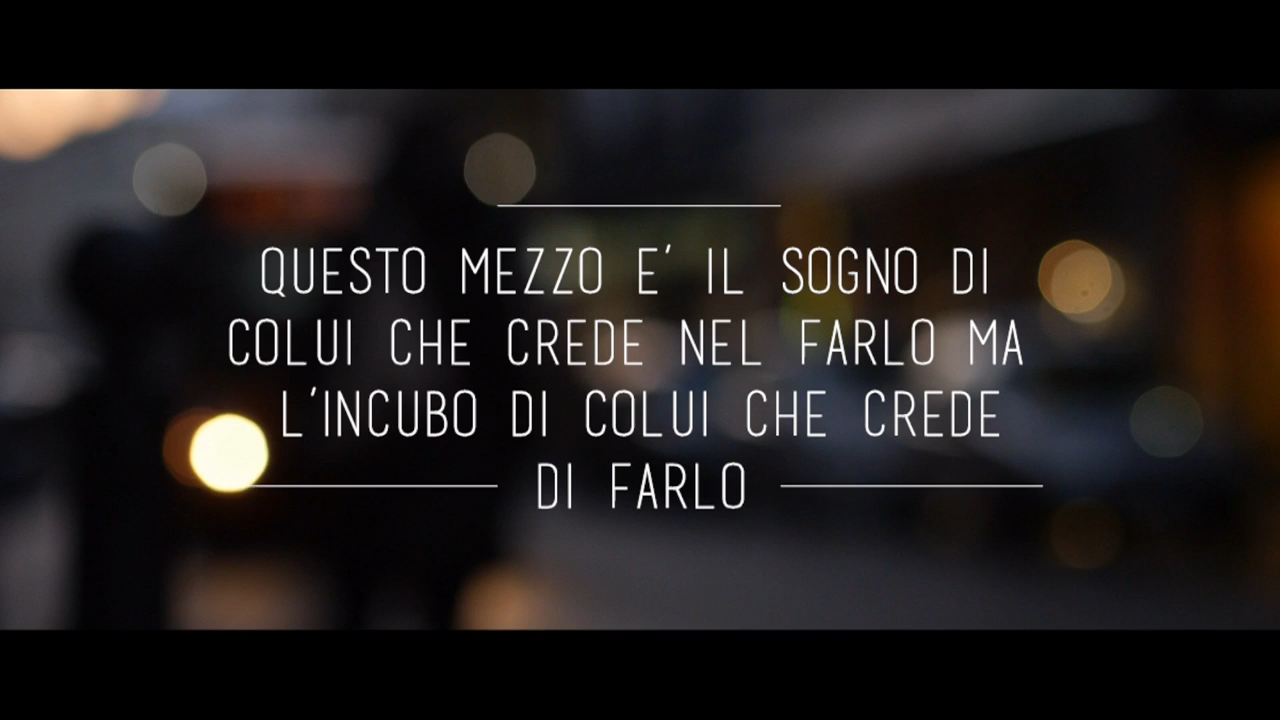 QUESTO MEZZO E' IL SOGNO DI
COLUI CHE CREDE NEL FARLO MA
L'INCUBO DI COLUI CHE CREDE
DI FARLO